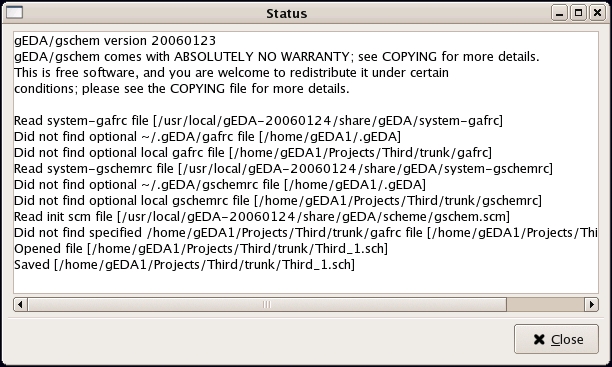 Status
gEDA/gschem version 20060123
gEDA/gschem comes with ABSOLUTELY NO WARRANTY; see COPYING for more details.
This is free software, and you are welcome to redistribute it under certain
conditions; please see the COPYING file for more details.
Read system-gafrc file [/usr/local/gEDA-20060124/share/gEDA/system-gafrc]
Did not find optional ~/.gEDA/gafrc file [/home/gEDA1/.gEDA]
Did not find optional local gafrc file [/home/gEDA1/Projects/Third/trunk/gafrc]
Read system-gschemrc file [/usr/local/gEDA-20060124/share/gEDA/system-gschemrc]
Did not find optional ~/.gEDA/gschemrc file [/home/gEDA1/.gEDA]
Did not find optional local gschemrc file [/home/gEDA1/Projects/Third/trunk/gschemrc]
Read init scm file [/usr/local/gEDA-20060124/share/gEDA/scheme/gschem.scm]
Did not find specified /home/gEDA1/Projects/Third/trunk/gafrc file [/home/gEDA1/Projects/Thi
Opened file [/home/gEDA1/Projects/Third/trunk/Third_1.sch]
Saved [/home/gEDA1/Projects/Third/trunk/Third_1.sch]
Close